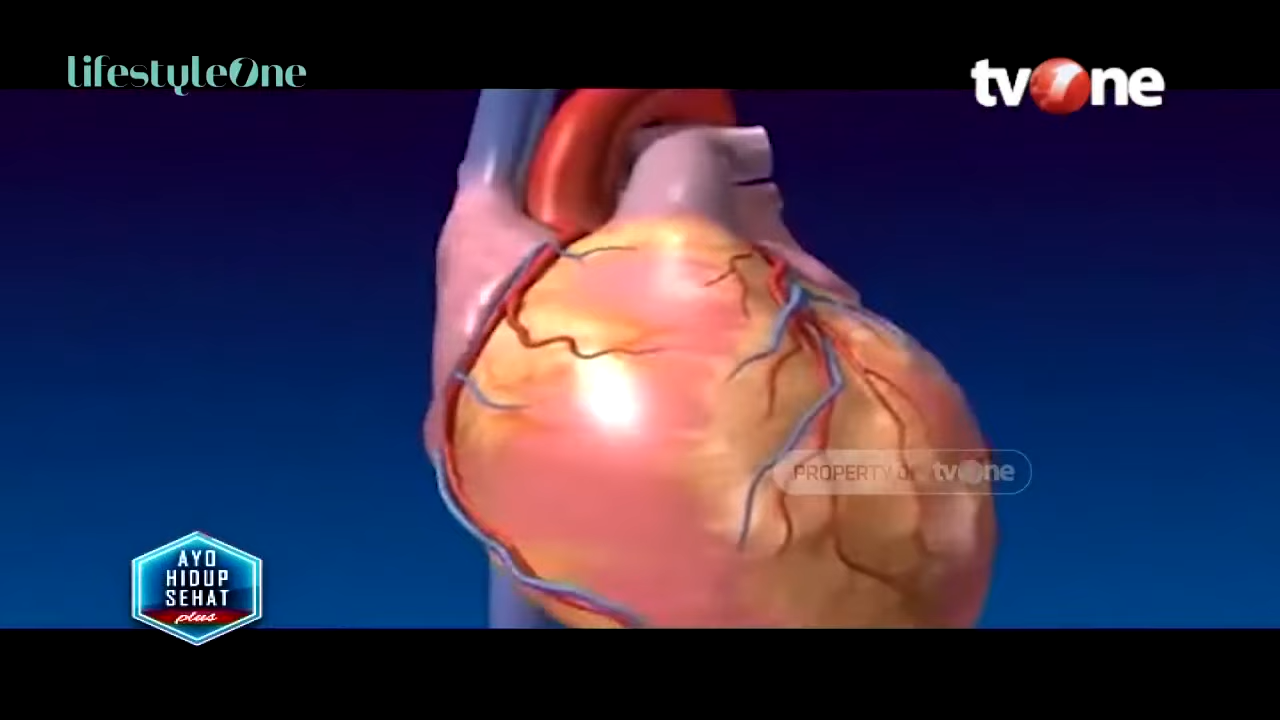 lifestyleOne
tvOne
PROPERTY OF tvOne
AYO
HIDUP
SEHAT
plus